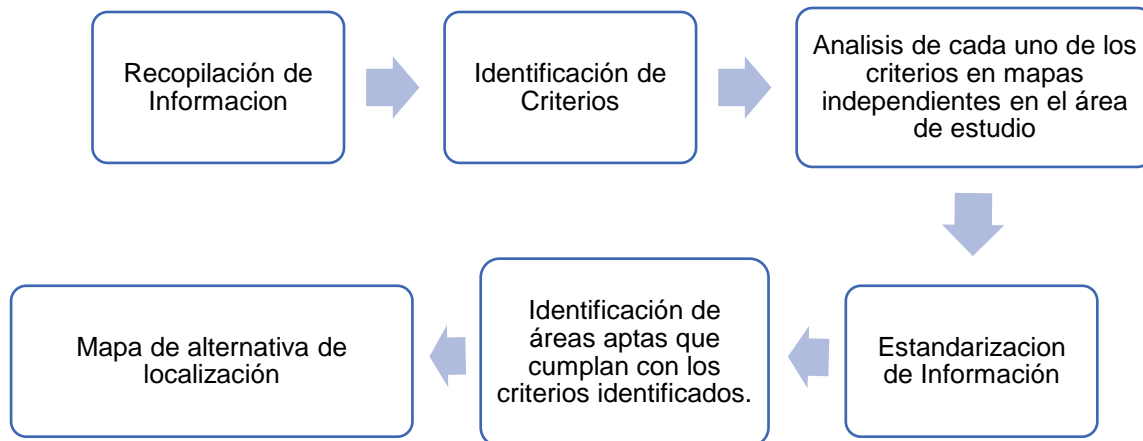 Recopilación de
Informacion
Identificación de
Criterios
Analisis de cada uno de los
criterios en mapas
independientes en el área
de estudio
Estandarizacion
de Información
Identificación de
áreas aptas que
cumplan con los
criterios identificados.
Mapa de alternativa de
localización